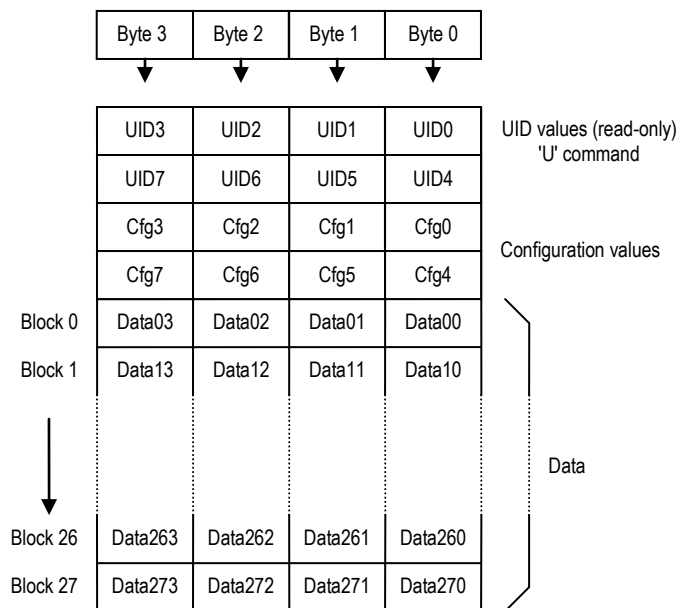 Byte 3 Byte 2 Byte 1 Byte 0
UID3 UID2 UID1 UID0 UID values (read-only)
'U' command
UID7 UID6 UID5 UID4
Cfg3 Cfg2 Cfg1 Cfg0
Configuration values
Cfg7 Cfg6 Cfg5 Cfg4
Block 0 Data03 Data02 Data01 Data00
Block 1 Data13 Data12 Data11 Data10
Data
Block 26 Data263 Data262 Data261 Data260
Block 27 Data273 Data272 Data271 Data270